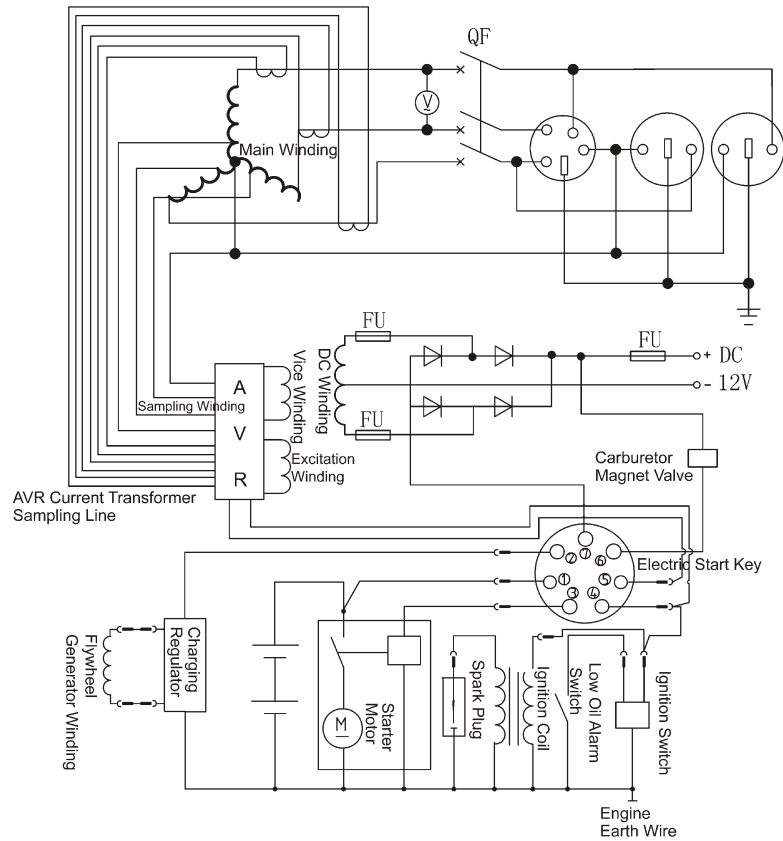 QF
V
Main Winding
FU
DC Winding
Vice Winding
FU
+ DC
- 12V
A
Sampling Winding
V
FU
R
Excitation
Winding
Carburetor
Magnet Valve
AVR Current Transformer
Sampling Line
Electric Start Key
7
2
6
1
5
3
4
Charging
Regulator
Flywheel
Generator Winding
M
Starter
Motor
Spark Plug
Ignition Coil
Low Oil Alarm
Switch
Ignition Switch
Engine
Earth Wire